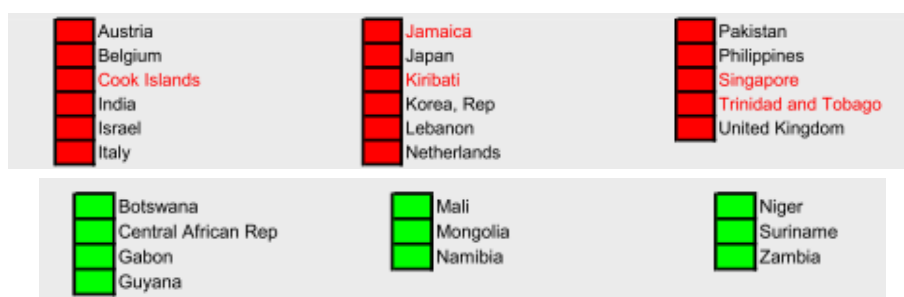 Austria
Belgium
Cook Islands
India
Israel
Italy
Jamaica
Japan
Kiribati
Korea, Rep
Lebanon
Netherlands
Pakistan
Philippines
Singapore
Trinidad and Tobago
United Kingdom
Botswana
Central African Rep
Gabon
Guyana
Mali
Mongolia
Namibia
Niger
Suriname
Zambia